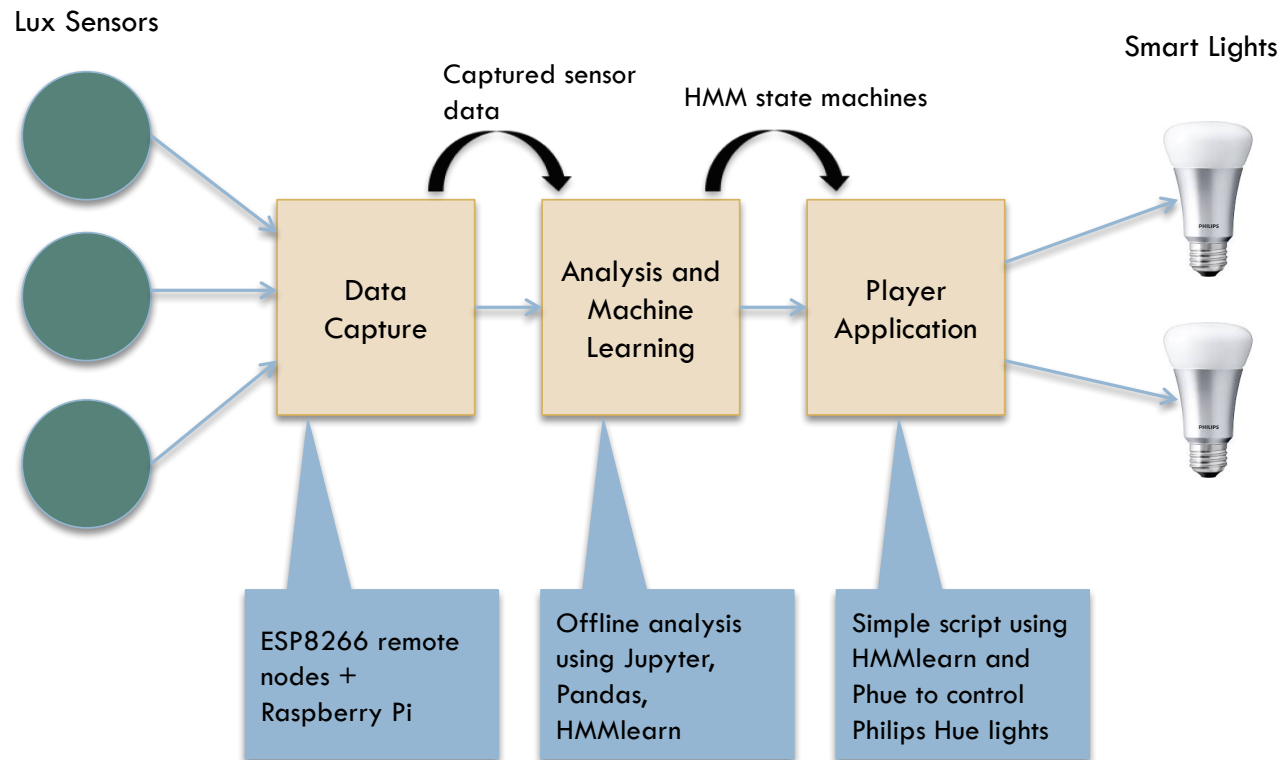 Lux Sensors
Smart Lights
Captured sensor
data
HMM state machines
Data
Capture
Analysis and
Machine
Learning
Player
Application
PHILIPS
PHILIPS
ESP8266 remote
nodes +
Raspberry Pi
Offline analysis
using Jupyter,
Pandas,
HMMlearn
Simple script using
HMMlearn and
Phue to control
Philips Hue lights